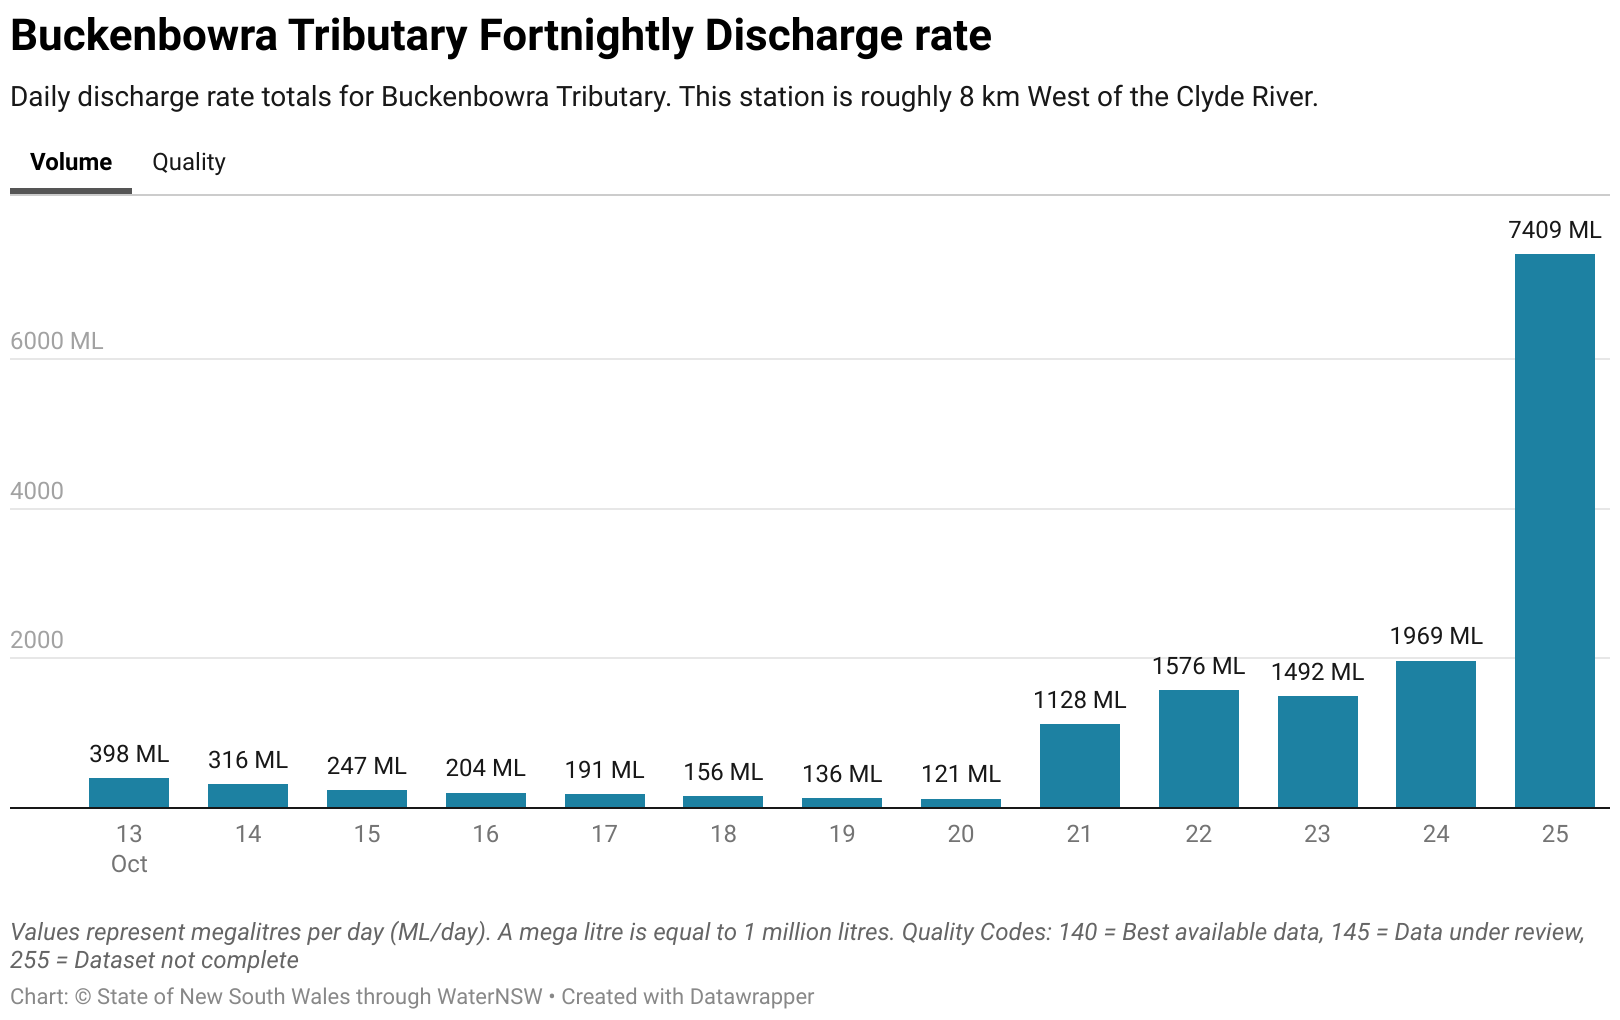 Buckenbowra Tributary Fortnightly Discharge rate
Daily discharge rate totals for Buckenbowra Tributary. This station is roughly 8 km West of the Clyde River.
Volume Quality
7409 ML
6000 ML
4000
2000
1969 ML
1576 ML
1492 ML
1128 ML
398 ML
316 ML
247 ML
204 ML
191 ML
156 ML
136 ML
121 ML
13 14 15 16 17 18 19 20 21 22 23 24 25
Oct
Values represent megalitres per day (ML/day). A mega litre is equal to 1 million litres. Quality Codes: 140 = Best available data, 145 = Data under review,
255 = Dataset not complete
Chart: © State of New South Wales through WaterNSW • Created with Datawrapper